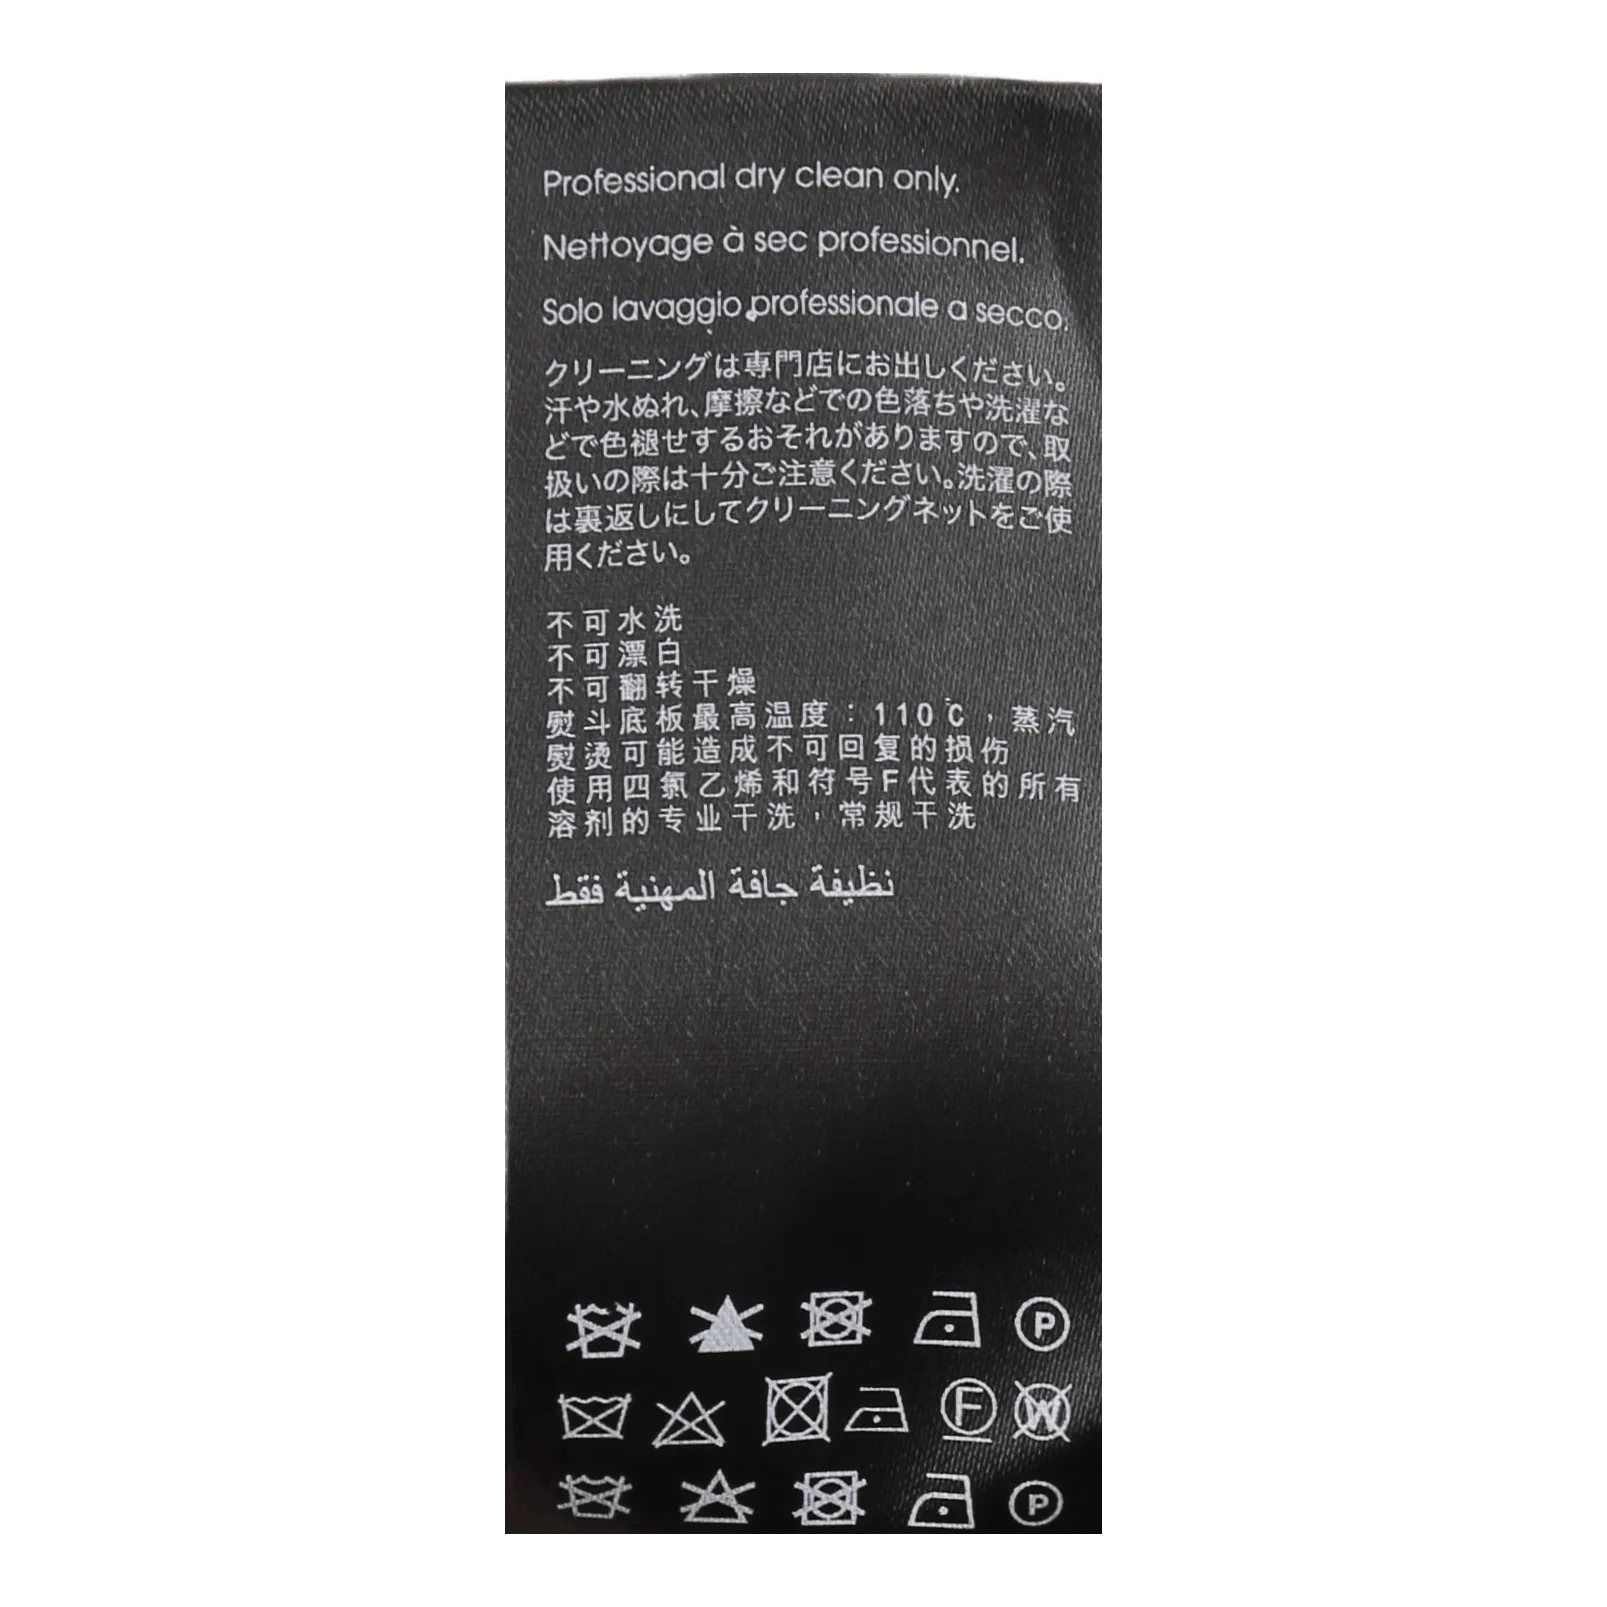 Professional dry clean only.
Nettoyage à sec professionnel.
Solo lavaggio professionale a secco.
クリーニングは専門店にお出しください。
汗や水ぬれ、摩擦などでの色落ちや洗濯な
どで色褪せするおそれがありますので、取
扱いの際は十分ご注意ください。洗濯の際
は裏返しにしてクリーニングネットをご使
用ください。
不可水洗
不可漂白
不可翻转干燥
熨斗底板最高温度：110℃，蒸汽
熨烫可能造成不可回复的损伤
使用四氯乙烯和符号F代表的所有
溶剂的专业干洗，常规干洗
نظيفة جافة المهنية فقط
P
F W
P